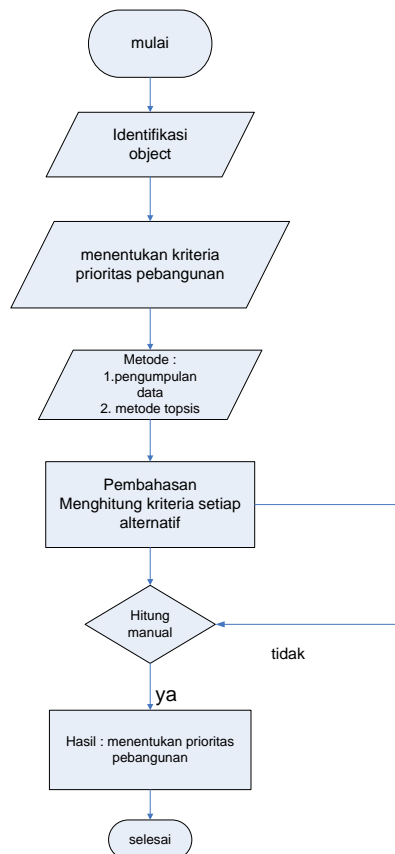 mulai
Identifikasi
object
menentukan kriteria
prioritas pebangunan
Metode :
1.pengumpulan
data
2. metode topsis
Pembahasan
Menghitung kriteria setiap
alternatif
Hitung
manual
tidak
ya
Hasil : menentukan prioritas
pebangunan
selesai